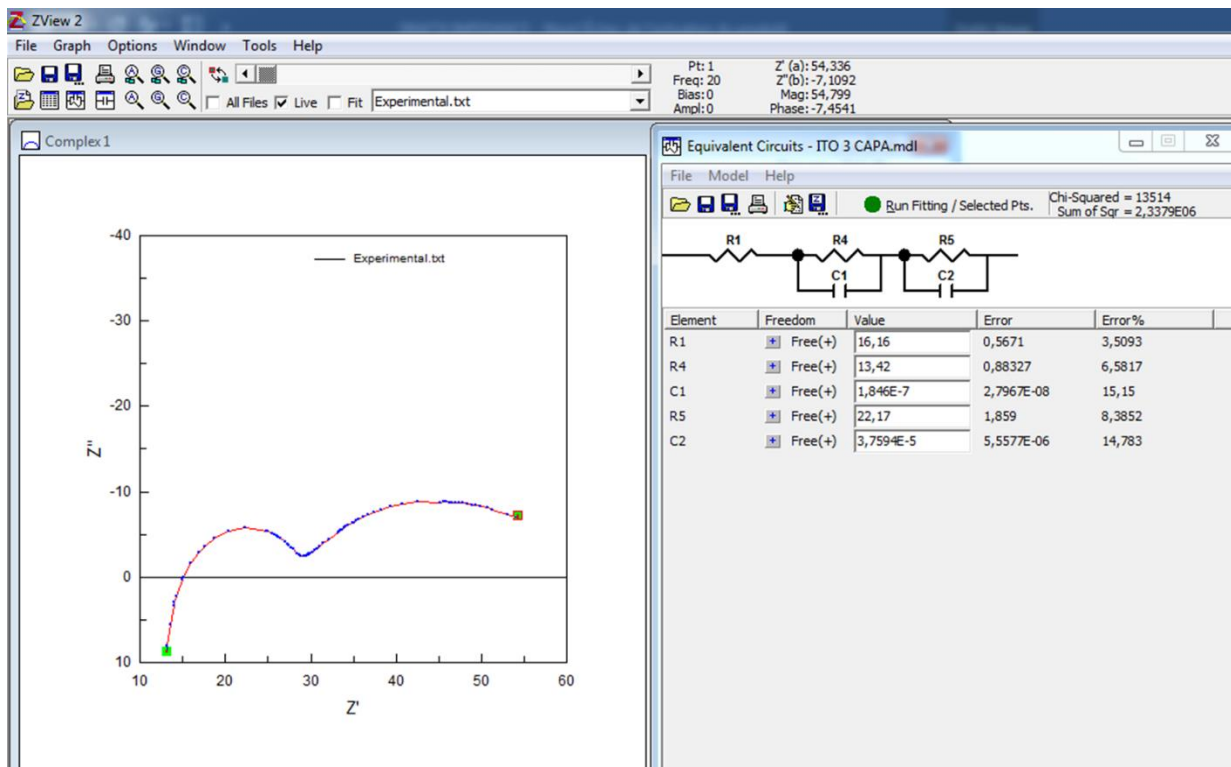 ZView 2
File Graph Options Window Tools Help
Pt: 1 Z' (a): 54,336
Freq: 20 Z''(b): -7,1092
Bias: 0 Mag: 54,799
Ampl: 0 Phase: -7,4541
All Files Live Fit Experimental.txt
Complex 1
-40
Experimental.txt
-30
-20
-10
0
10
Z''
10 20 30 40 50 60
Z'
Equivalent Circuits - ITO 3 CAPA.mdl
File Model Help
Run Fitting / Selected Pts.
Chi-Squared = 13514
Sum of Sqr = 2,3379E06
R1 R4 R5
C1 C2
Element Freedom Value Error Error%
R1 Free(+) 16,16 0,5671 3,5093
R4 Free(+) 13,42 0,88327 6,5817
C1 Free(+) 1,846E-7 2,7967E-08 15,15
R5 Free(+) 22,17 1,859 8,3852
C2 Free(+) 3,7594E-5 5,5577E-06 14,783